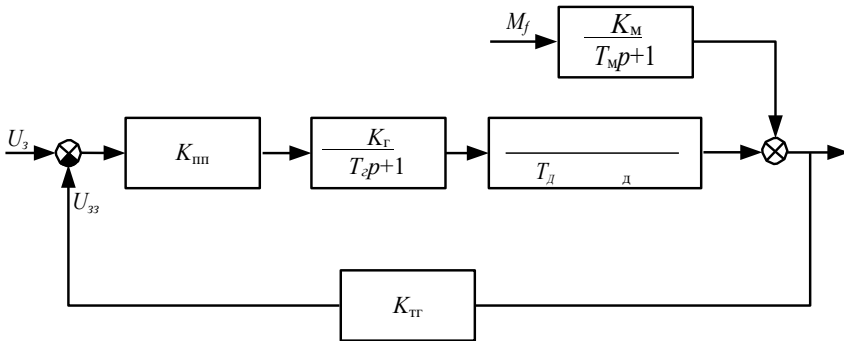 M_f
K_м
T_м p+1
U_з
K_пп
K_г
T_г p+1
T_Д д
U_зз
K_тг